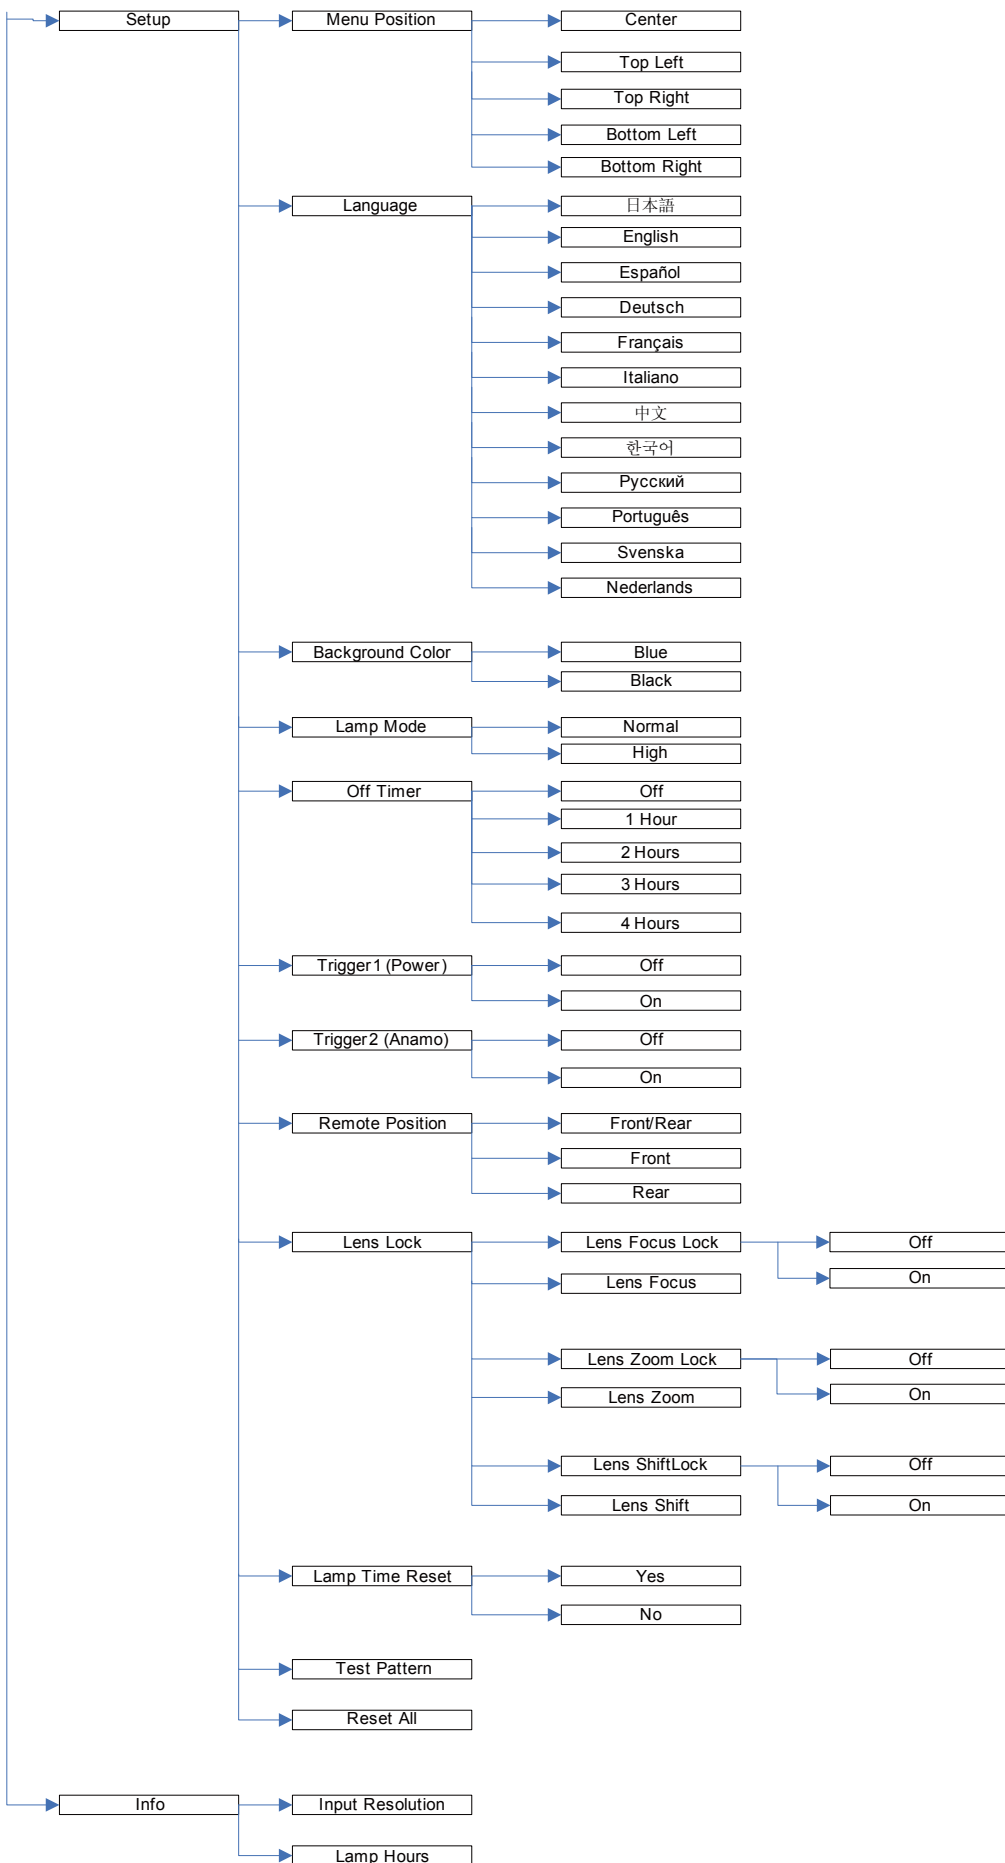 Setup
Menu Position
Center
Top Left
Top Right
Bottom Left
Bottom Right
Language
日本語
English
Español
Deutsch
Français
Italiano
中文
한국어
Русский
Português
Svenska
Nederlands
Background Color
Blue
Black
Lamp Mode
Normal
High
Off Timer
Off
1 Hour
2 Hours
3 Hours
4 Hours
Trigger1 (Power)
Off
On
Trigger2 (Anamo)
Off
On
Remote Position
Front/Rear
Front
Rear
Lens Lock
Lens Focus Lock
Off
On
Lens Focus
Lens Zoom Lock
Off
On
Lens Zoom
Lens ShiftLock
Off
On
Lens Shift
Lamp Time Reset
Yes
No
Test Pattern
Reset All
Info
Input Resolution
Lamp Hours